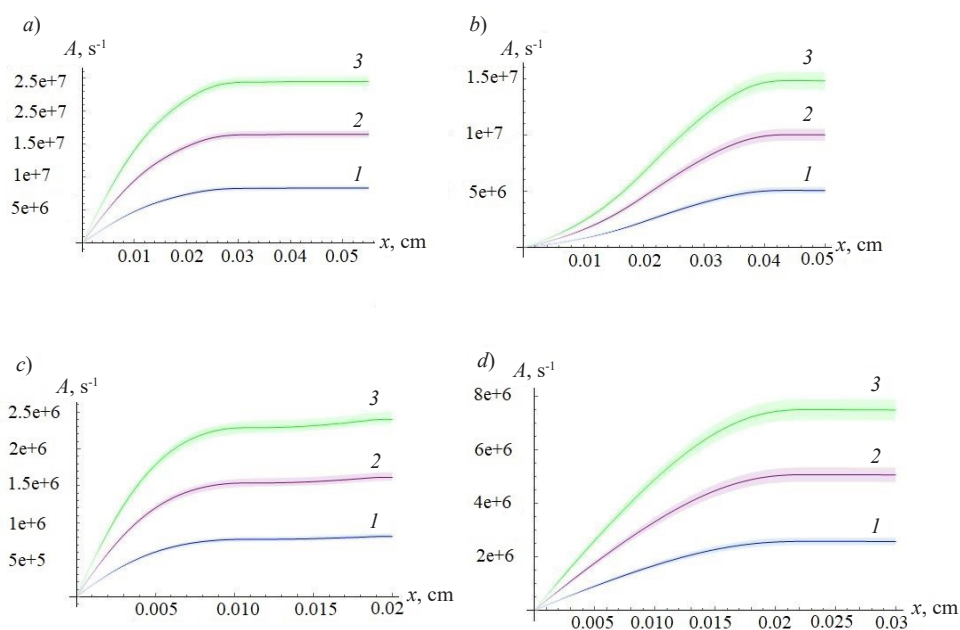 a)
A, s-1
2.5e+7
2.5e+7
1.5e+7
1e+7
5e+6
3
2
1
0.01 0.02 0.03 0.04 0.05 x, cm
b)
A, s-1
1.5e+7
1e+7
5e+6
3
2
1
0.01 0.02 0.03 0.04 0.05 x, cm
c)
A, s-1
2.5e+6
2e+6
1.5e+6
1e+6
5e+5
3
2
1
0.005 0.010 0.015 0.02 x, cm
d)
A, s-1
8e+6
6e+6
4e+6
2e+6
3
2
1
0.005 0.010 0.015 0.02 0.025 0.03 x, cm